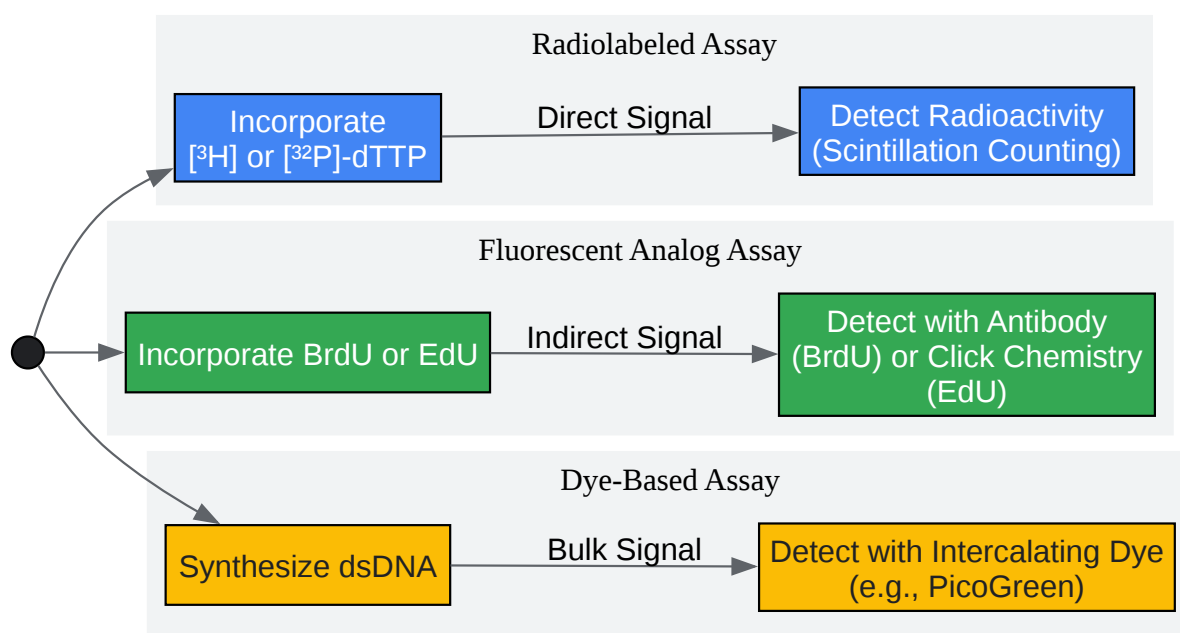 Radiolabeled Assay
Incorporate
[³H] or [³²P]-dTTP
Direct Signal
Detect Radioactivity
(Scintillation Counting)
Fluorescent Analog Assay
Incorporate BrdU or EdU
Indirect Signal
Detect with Antibody
(BrdU) or Click Chemistry
(EdU)
Dye-Based Assay
Synthesize dsDNA
Bulk Signal
Detect with Intercalating Dye
(e.g., PicoGreen)